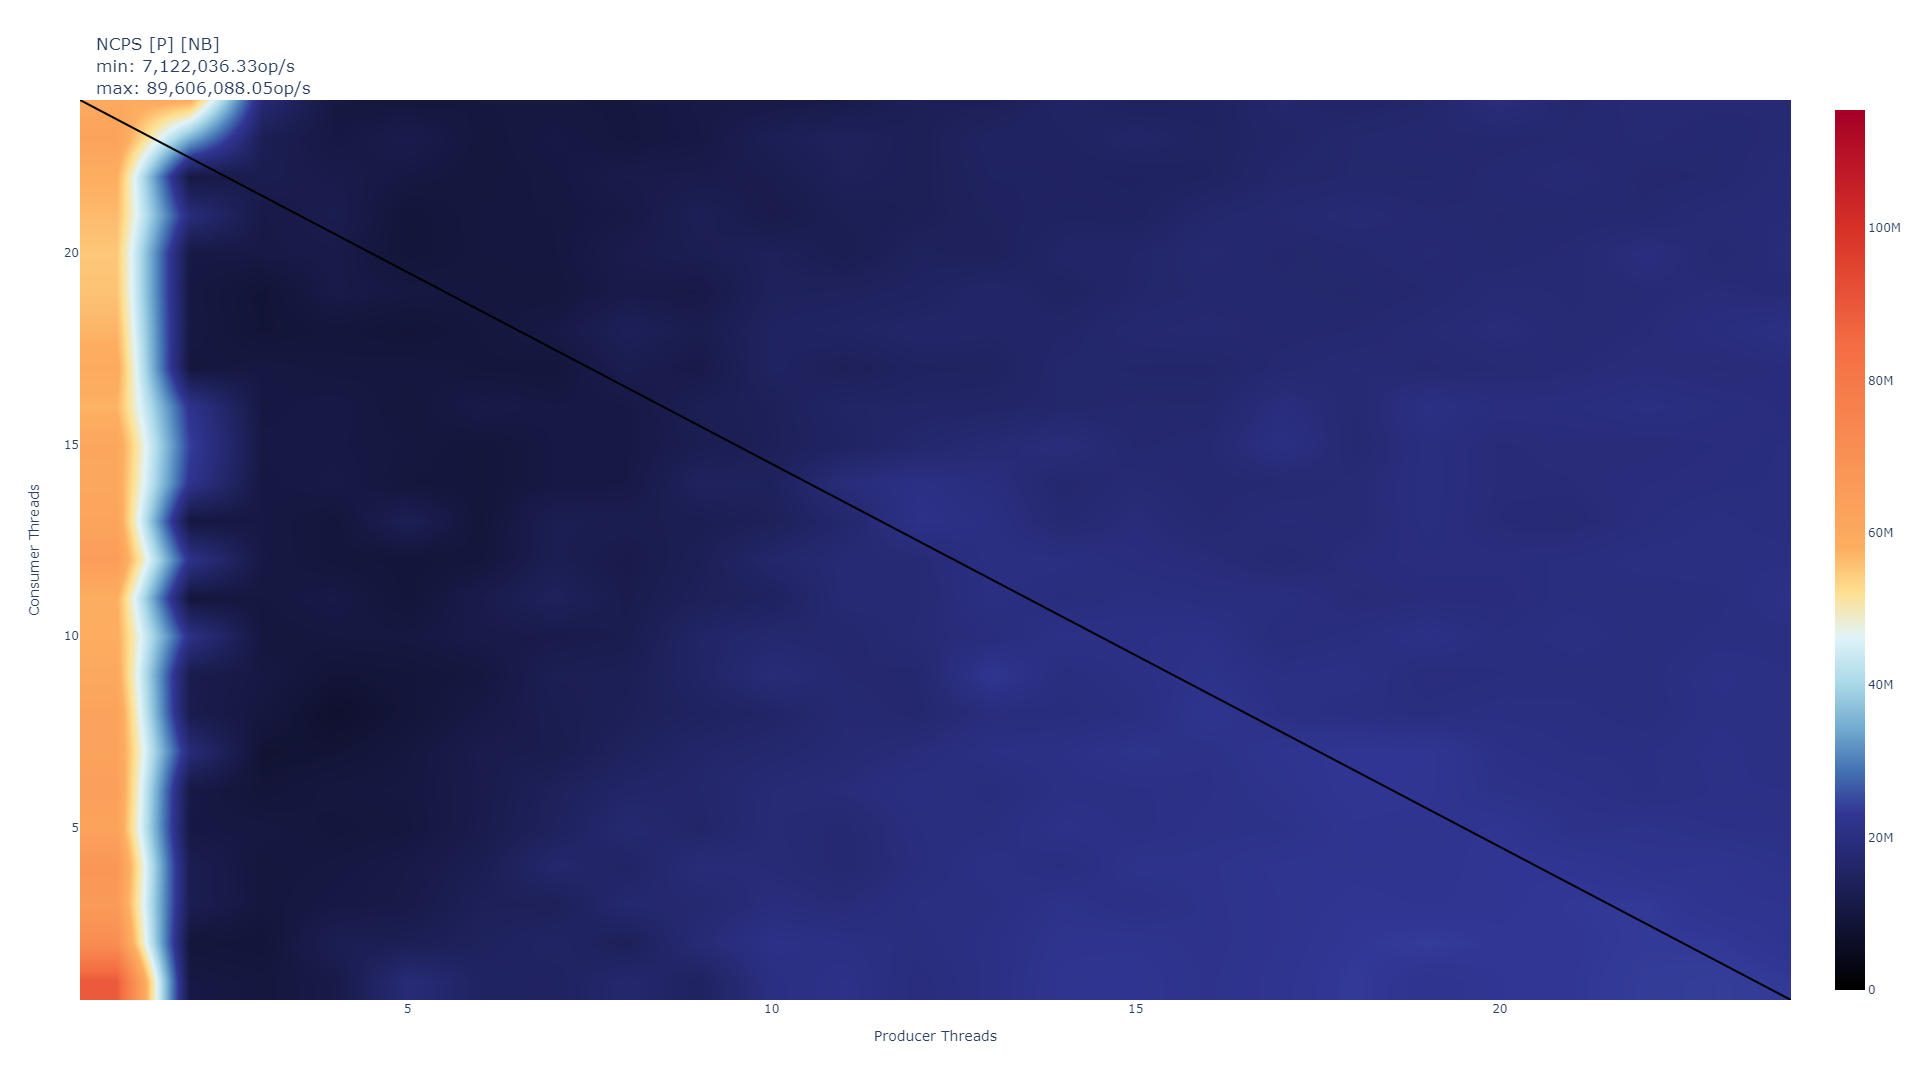 NCPS [P] [NB]
min: 7,122,036.33op/s
max: 89,606,088.05op/s
100M
80M
60M
40M
20M
0
20
15
10
5
Consumer Threads
5
10
15
20
Producer Threads